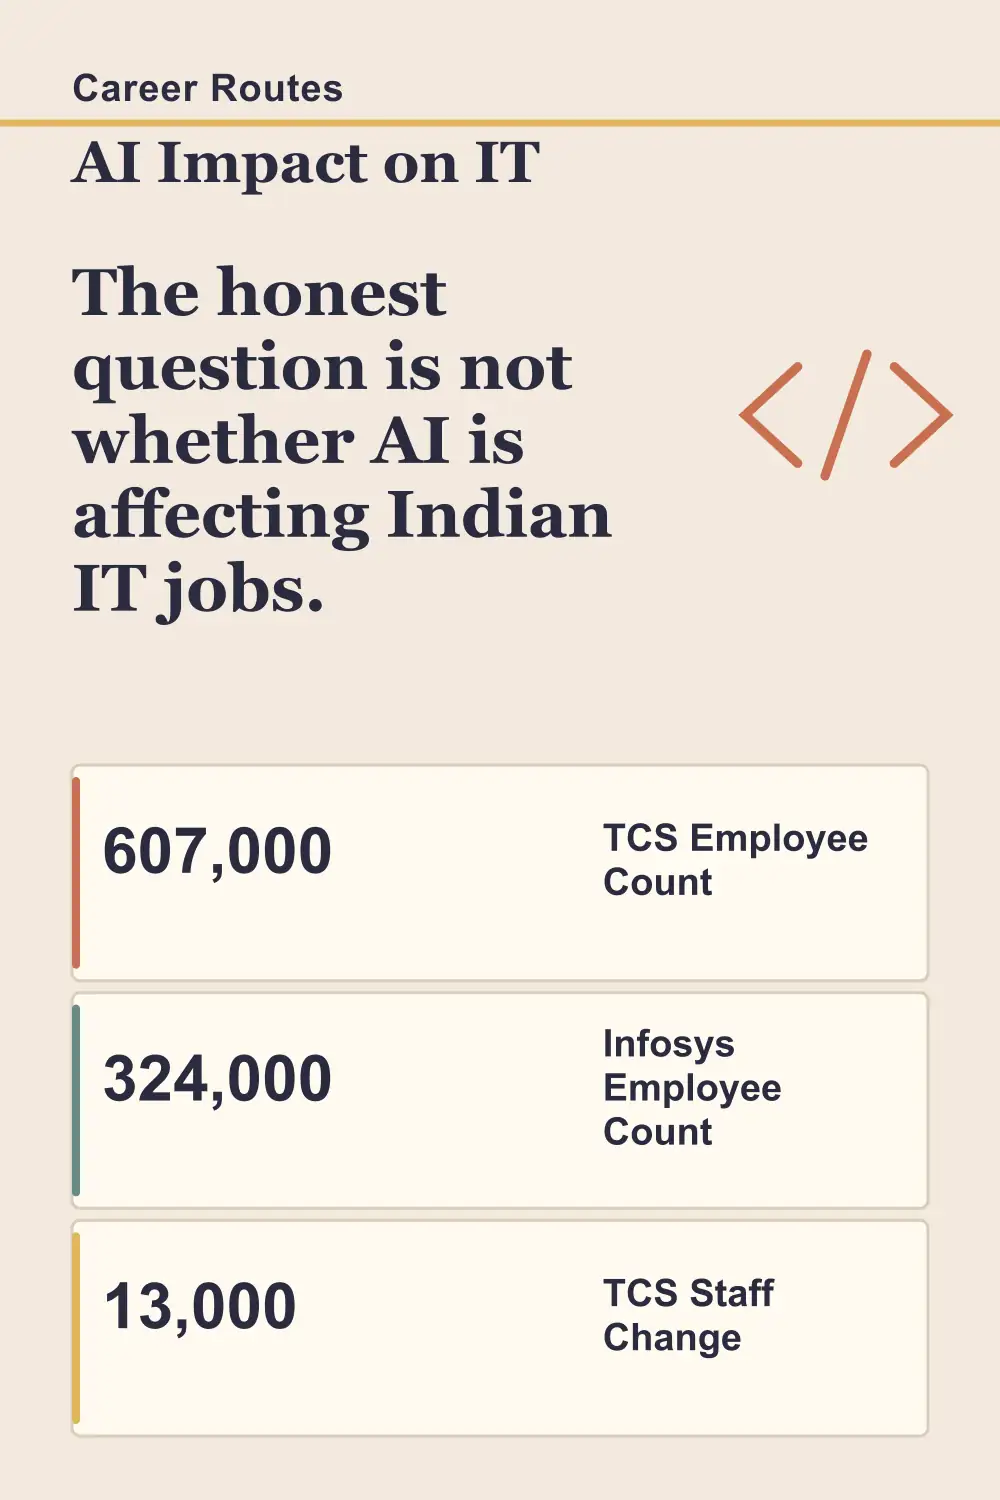 Career Routes
AI Impact on IT
The honest
question is not
whether AI is
affecting Indian
IT jobs.
607,000
TCS Employee
Count
324,000
Infosys
Employee
Count
13,000
TCS Staff
Change